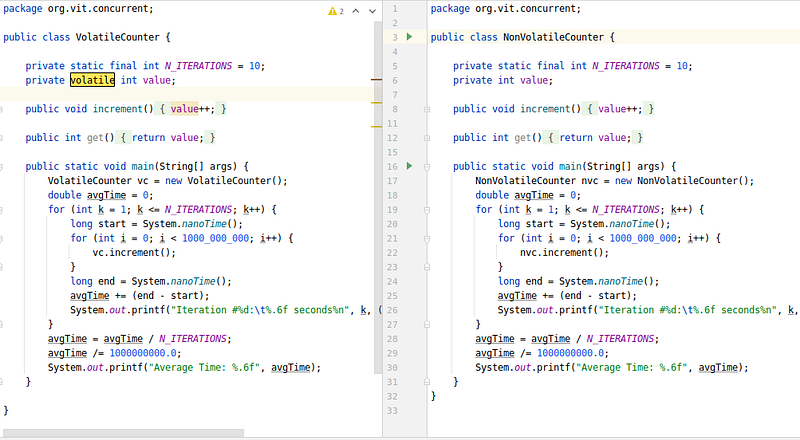 package org.vit.concurrent;
2
public class VolatileCounter {
private static final int N_ITERATIONS = 10;
private volatile int value;
public void increment() { value++; }
public int get() { return value; }
public static void main(String[] args) {
VolatileCounter vc = new VolatileCounter();
double avgTime = 0;
for (int k = 1; k <= N_ITERATIONS; k++) {
long start = System.nanoTime();
for (int i = 0; i < 1000_000_000; i++) {
vc.increment();
}
long end = System.nanoTime();
avgTime += (end - start);
System.out.printf("Iteration #%d:\t%.6f seconds%n", k, (
}
avgTime = avgTime / N_ITERATIONS;
avgTime /= 1000000000.0;
System.out.printf("Average Time: %.6f", avgTime);
}
}
1 package org.vit.concurrent;
2
3 public class NonVolatileCounter {
4
5 private static final int N_ITERATIONS = 10;
6 private int value;
7
8 public void increment() { value++; }
11
12 public int get() { return value; }
15
16 public static void main(String[] args) {
17 NonVolatileCounter nvc = new NonVolatileCounter();
18 double avgTime = 0;
19 for (int k = 1; k <= N_ITERATIONS; k++) {
20 long start = System.nanoTime();
21 for (int i = 0; i < 1000_000_000; i++) {
22 nvc.increment();
23 }
24 long end = System.nanoTime();
25 avgTime += (end - start);
26 System.out.printf("Iteration #%d:\t%.6f seconds%n", k,
27 }
28 avgTime = avgTime / N_ITERATIONS;
29 avgTime /= 1000000000.0;
30 System.out.printf("Average Time: %.6f", avgTime);
31 }
32 }
33